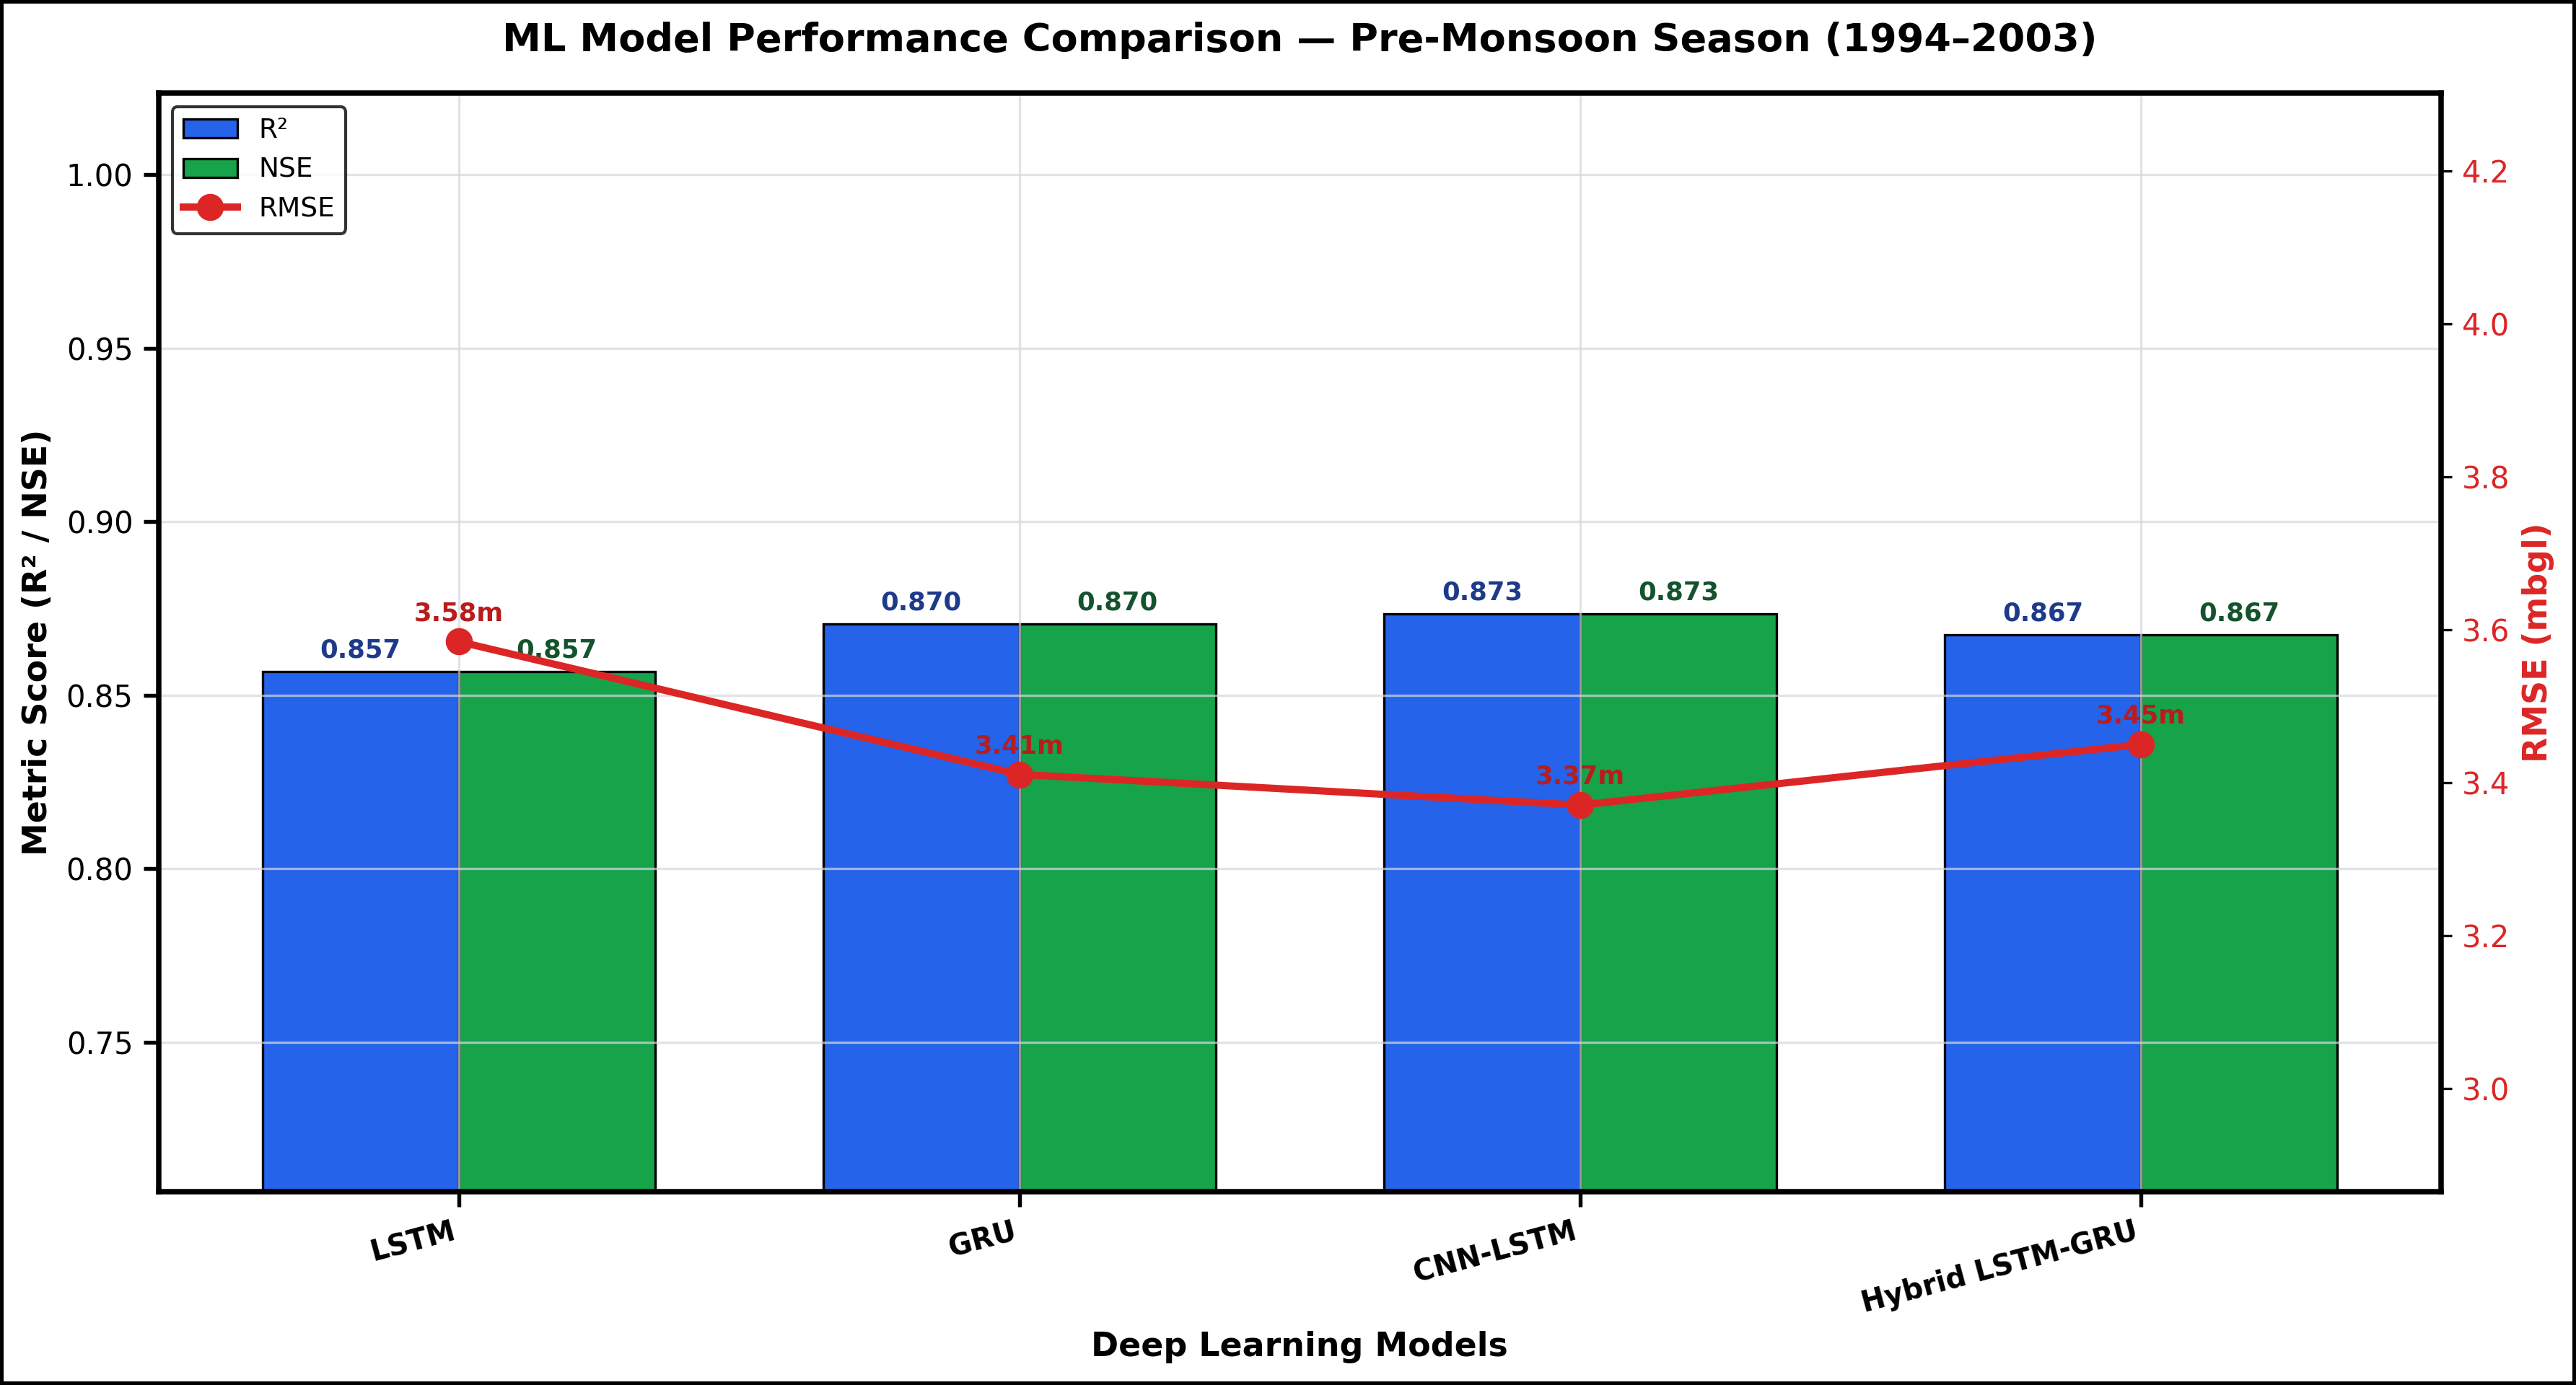 ML Model Performance Comparison — Pre-Monsoon Season (1994–2003)
R²
NSE
RMSE
Metric Score (R² / NSE)
1.00
0.95
0.90
0.85
0.80
0.75
4.2
4.0
3.8
3.6
3.4
3.2
3.0
RMSE (mbgl)
0.857
3.58m
0.857
0.870
0.870
3.41m
0.873
0.873
3.37m
0.867
0.867
3.45m
LSTM
GRU
CNN-LSTM
Hybrid LSTM-GRU
Deep Learning Models